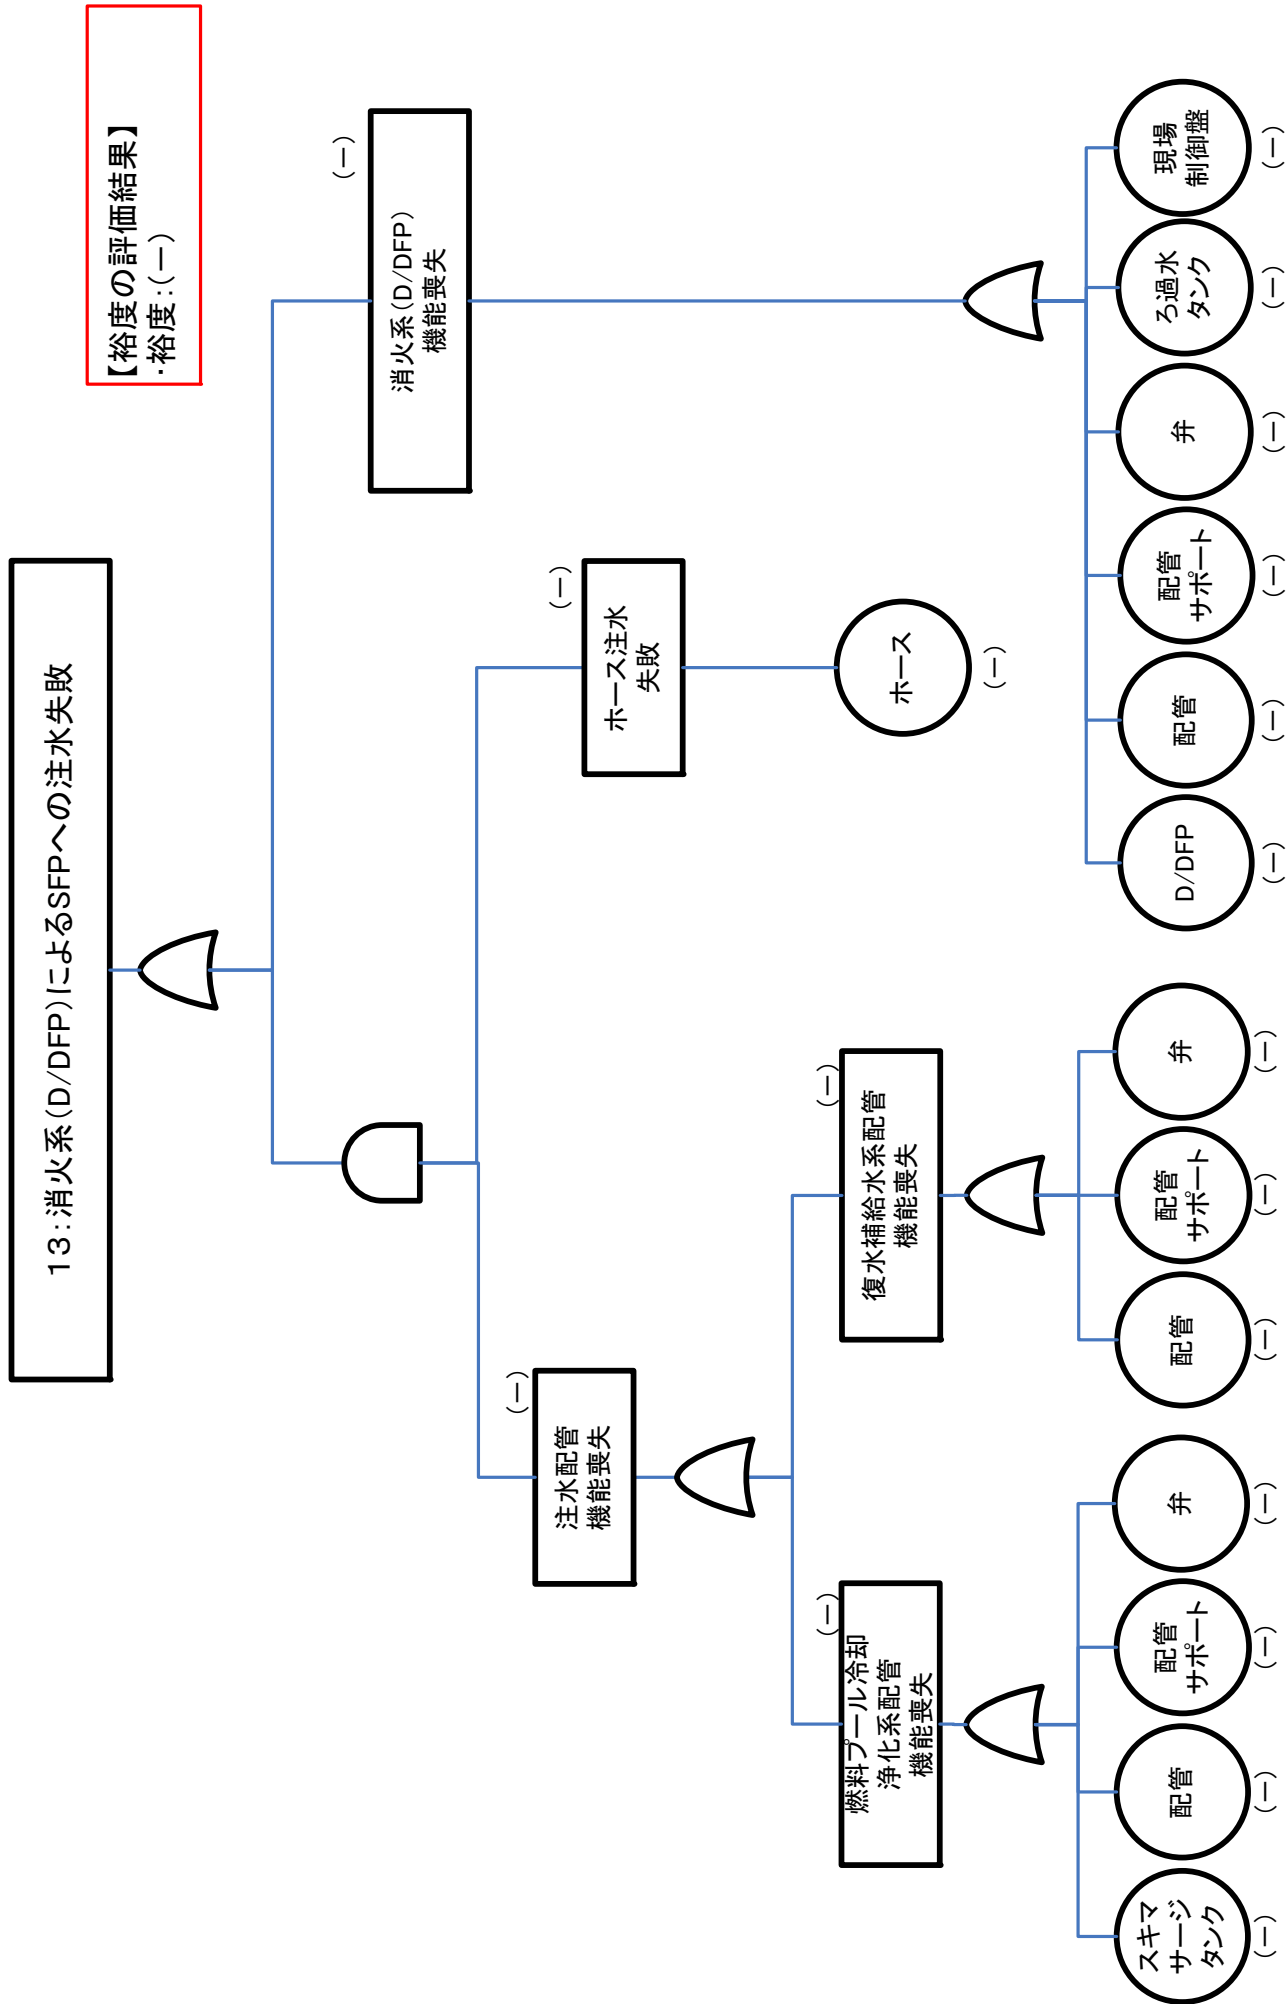 【裕度の評価結果】
・裕度：(－)
13：消火系(D/DFP)によるSFPへの注水失敗
(－)
消火系(D/DFP)
機能喪失
(－)
ホース注水
失敗
(－)
注水配管
機能喪失
(－)
燃料プール冷却
浄化系配管
機能喪失
(－)
復水補給水系配管
機能喪失
ホース
(－)
スキマ
サージ
タンク
(－)
配管
(－)
配管
サポート
(－)
弁
(－)
配管
(－)
配管
サポート
(－)
弁
(－)
D/DFP
(－)
配管
(－)
配管
サポート
(－)
弁
(－)
ろ過水
タンク
(－)
現場
制御盤
(－)